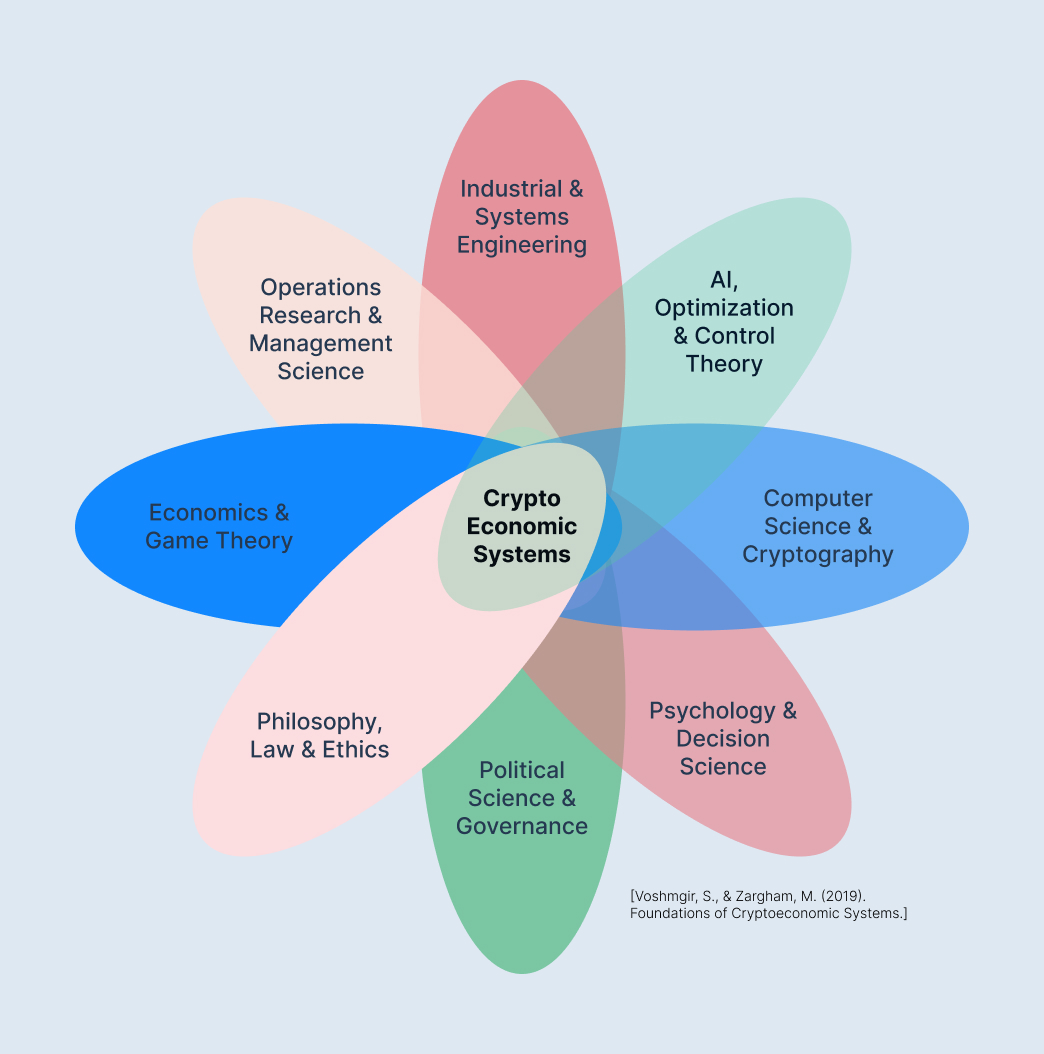 Industrial &
Systems
Engineering
AI,
Optimization
& Control
Theory
Operations
Research &
Management
Science
Economics &
Game Theory
Crypto
Economic
Systems
Computer
Science &
Cryptography
Philosophy,
Law & Ethics
Political
Science &
Governance
Psychology &
Decision
Science
[Voshmgir, S., & Zargham, M. (2019).
Foundations of Cryptoeconomic Systems.]